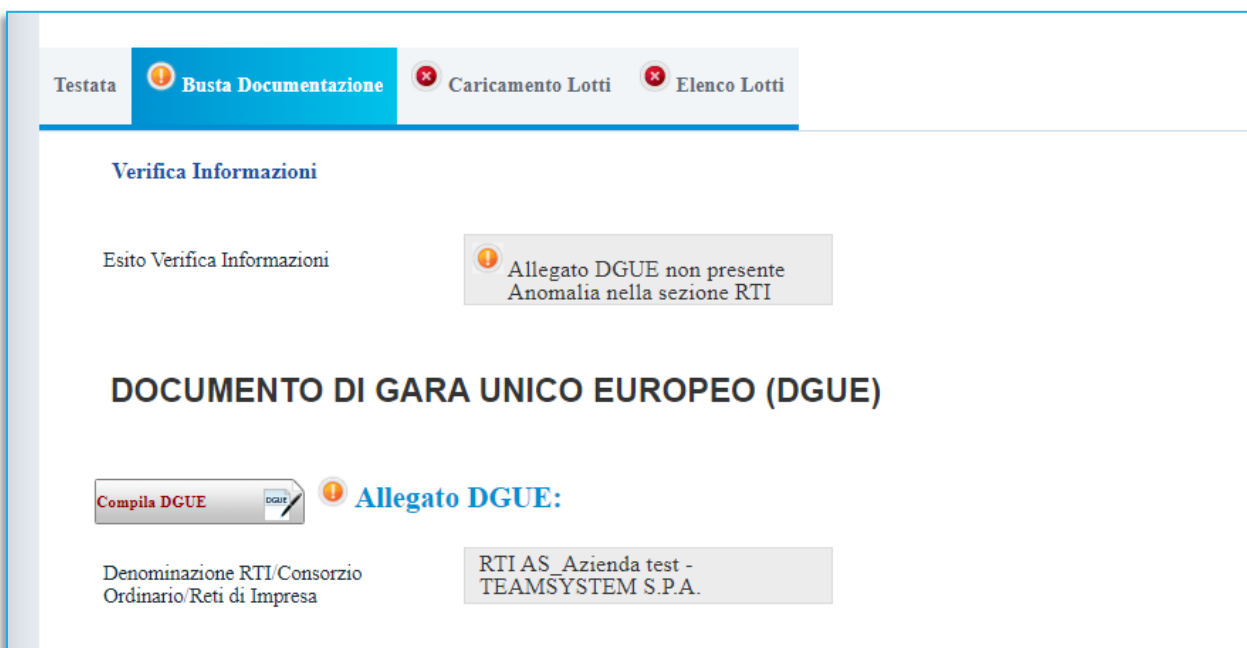 Testata
Busta Documentazione
Caricamento Lotti
Elenco Lotti
Verifica Informazioni
Esito Verifica Informazioni
Allegato DGUE non presente
Anomalia nella sezione RTI
DOCUMENTO DI GARA UNICO EUROPEO (DGUE)
Compila DGUE
DGUE
Allegato DGUE:
Denominazione RTI/Consorzio
Ordinario/Reti di Impresa
RTI AS_Azienda test -
TEAMSYSTEM S.P.A.